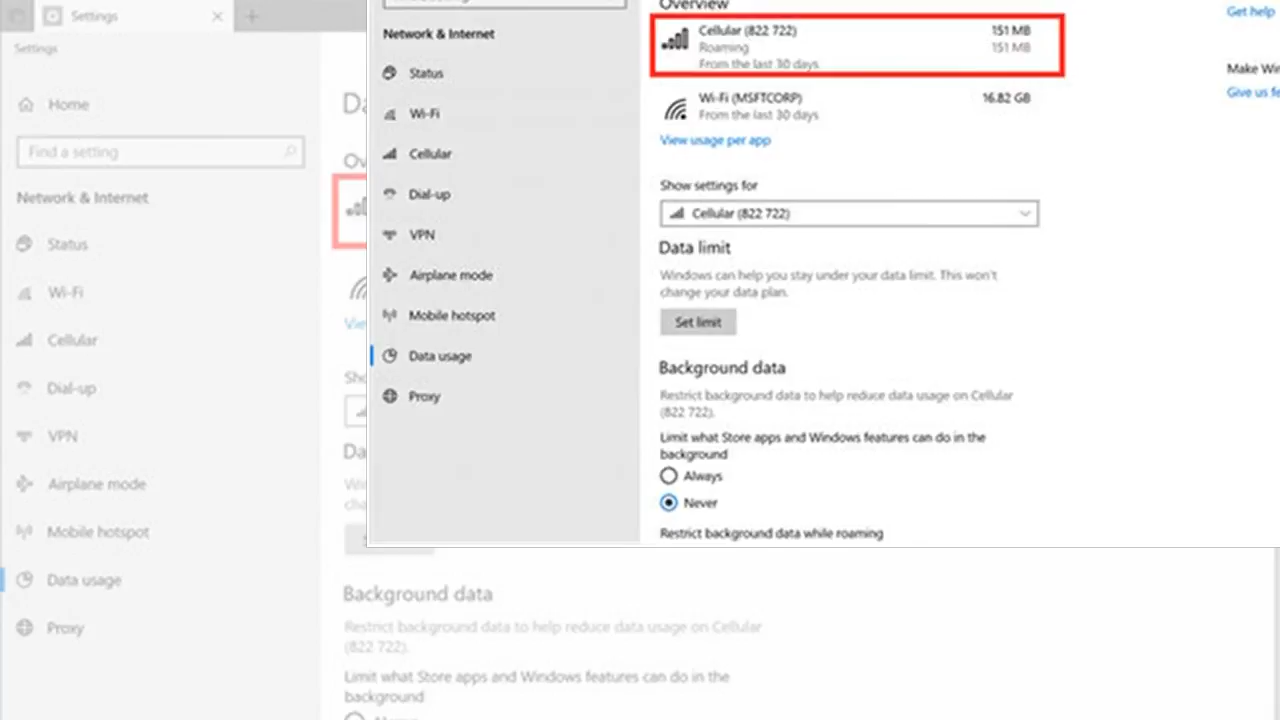 Settings
Settings
Home
Find a setting
Network & Internet
Status
Wi-Fi
Cellular
Dial-up
VPN
Airplane mode
Mobile hotspot
Data usage
Proxy
Background data
Restrict background data to help reduce data usage on Cellular
(822 722).
Limit what Store apps and Windows features can do in the
background
Network & Internet
Status
Wi-Fi
Cellular
Dial-up
VPN
Airplane mode
Mobile hotspot
Data usage
Proxy
Overview
Cellular (822 722) 151 MB
Roaming 151 MB
From the last 30 days
Wi-Fi (MSFTCORP) 16.82 GB
From the last 30 days
View usage per app
Show settings for
Cellular (822 722)
Data limit
Windows can help you stay under your data limit. This won't
change your data plan.
Set limit
Background data
Restrict background data to help reduce data usage on Cellular
(822 722).
Limit what Store apps and Windows features can do in the
background
Always
Never
Restrict background data while roaming
Get help
Make Win
Give us fe